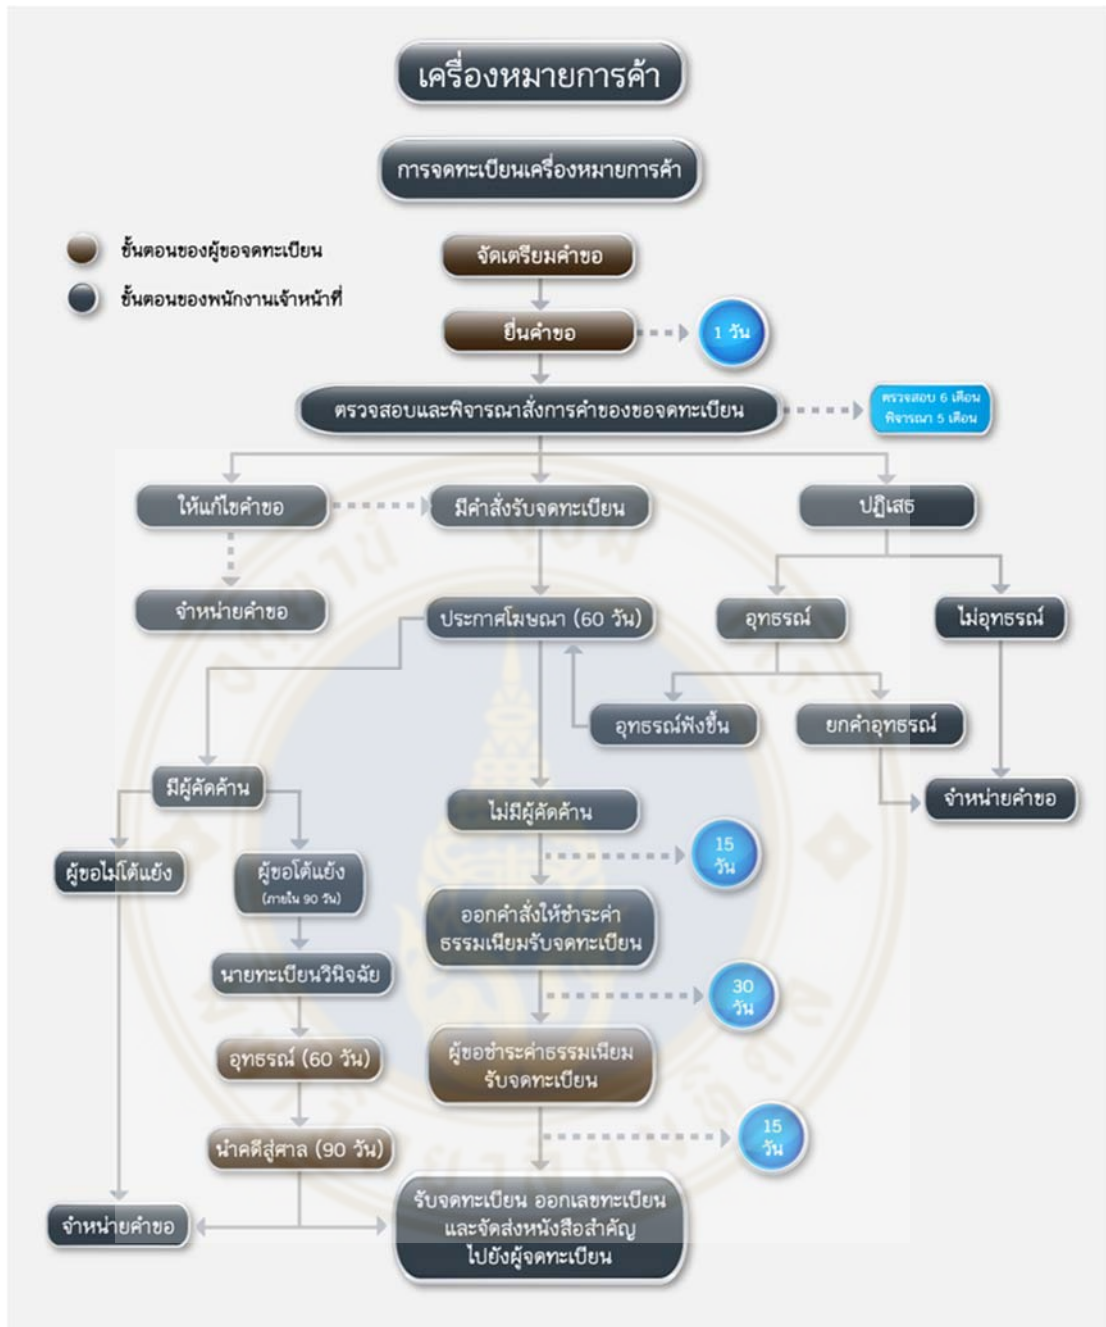 เครื่องหมายการค้า
การจดทะเบียนเครื่องหมายการค้า
ขั้นตอนของผู้ขอจดทะเบียน
ขั้นตอนของพนักงานเจ้าหน้าที่
จัดเตรียมคำขอ
ยื่นคำขอ
1 วัน
ตรวจสอบและพิจารณาสั่งการคำของขอจดทะเบียน
ตรวจสอบ 6 เดือน
พิจารณา 5 เดือน
ให้แก้ไขคำขอ
มีคำสั่งรับจดทะเบียน
ปฏิเสธ
จำหน่ายคำขอ
ประกาศโฆษณา (60 วัน)
อุทธรณ์
ไม่อุทธรณ์
อุทธรณ์ฟังขึ้น
ยกคำอุทธรณ์
มีผู้คัดค้าน
ไม่มีผู้คัดค้าน
จำหน่ายคำขอ
15
วัน
ผู้ขอไม่โต้แย้ง
ผู้ขอโต้แย้ง
(ภายใน 90 วัน)
ออกคำสั่งให้ชำระค่า
ธรรมเนียมรับจดทะเบียน
นายทะเบียนวินิจฉัย
30
วัน
อุทธรณ์ (60 วัน)
ผู้ขอชำระค่าธรรมเนียม
รับจดทะเบียน
นำคดีสู่ศาล (90 วัน)
15
วัน
จำหน่ายคำขอ
รับจดทะเบียน ออกเลขทะเบียน
และจัดส่งหนังสือสำคัญ
ไปยังผู้จดทะเบียน